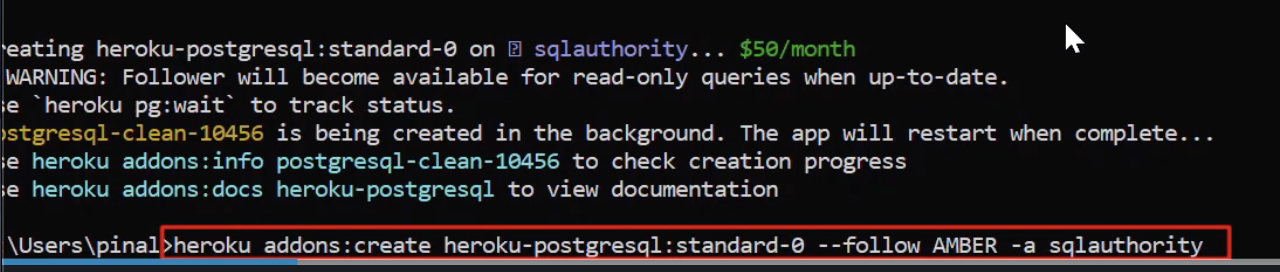 reating heroku-postgresql:standard-0 on sqlauthority... $50/month
WARNING: Follower will become available for read-only queries when up-to-date.
se `heroku pg:wait` to track status.
ostgresql-clean-10456 is being created in the background. The app will restart when complete...
se heroku addons:info postgresql-clean-10456 to check creation progress
se heroku addons:docs heroku-postgresql to view documentation
\Users\pinal>heroku addons:create heroku-postgresql:standard-0 --follow AMBER -a sqlauthority